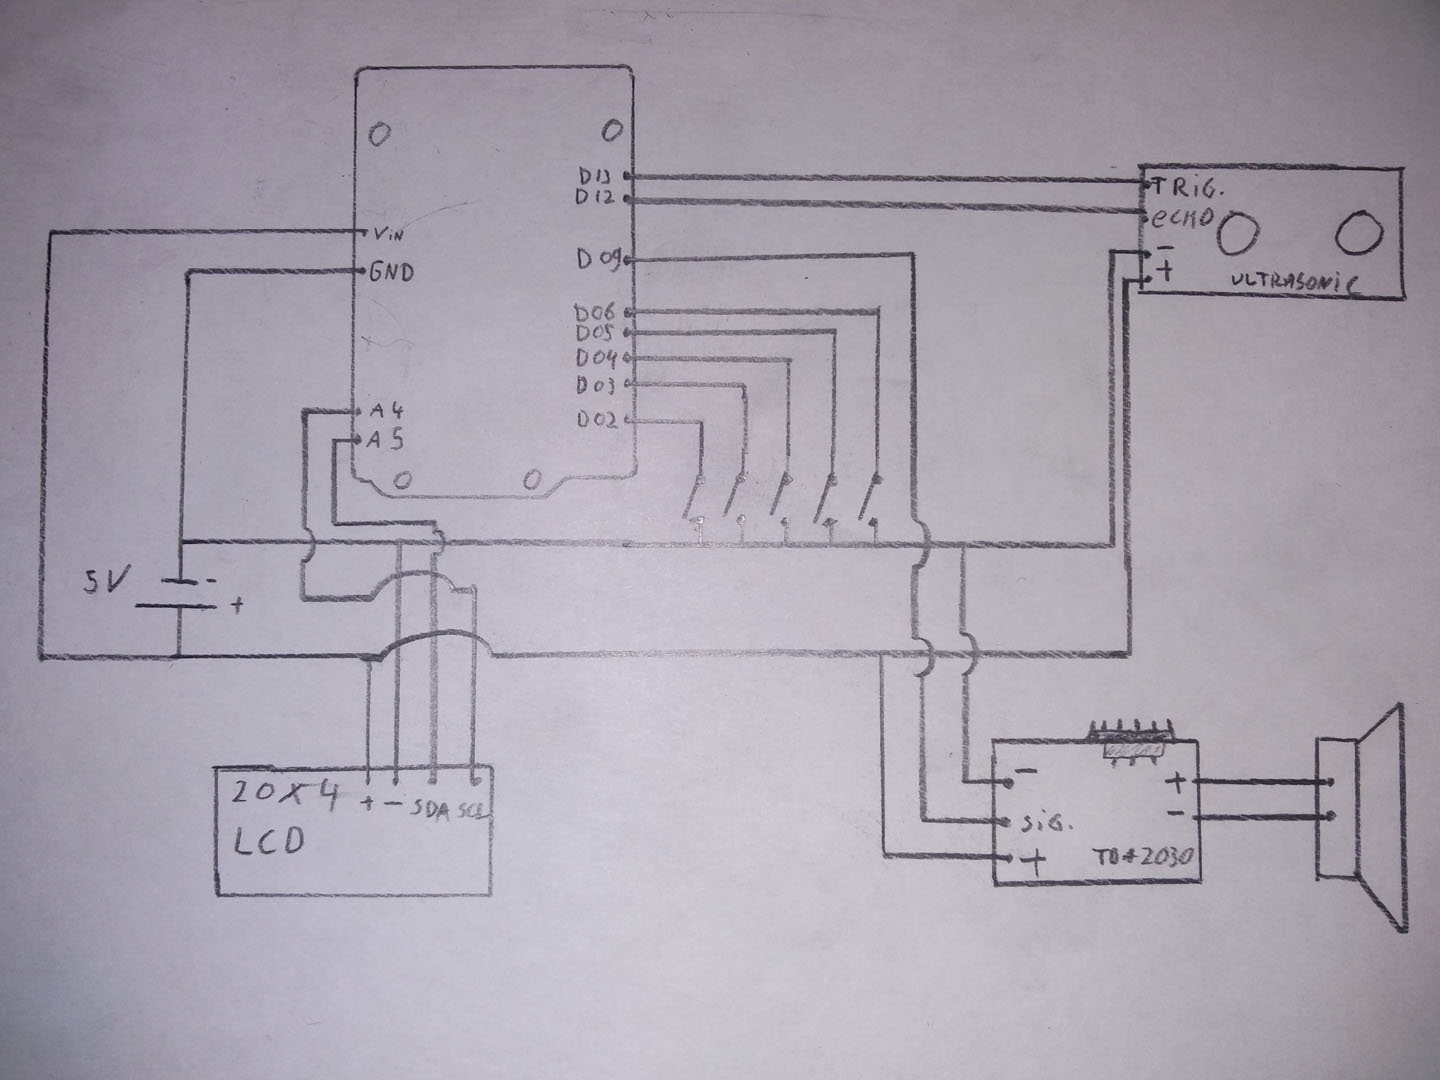 D13
D12
TRiG.
eCHO
-
+
ULTRASONiC
VIN
GND
D09
D06
D05
D04
D03
D02
A4
A5
5V
-
+
20X4
LCD
+ - SDA SCL
-
SiG.
+
+
-
TDA2030